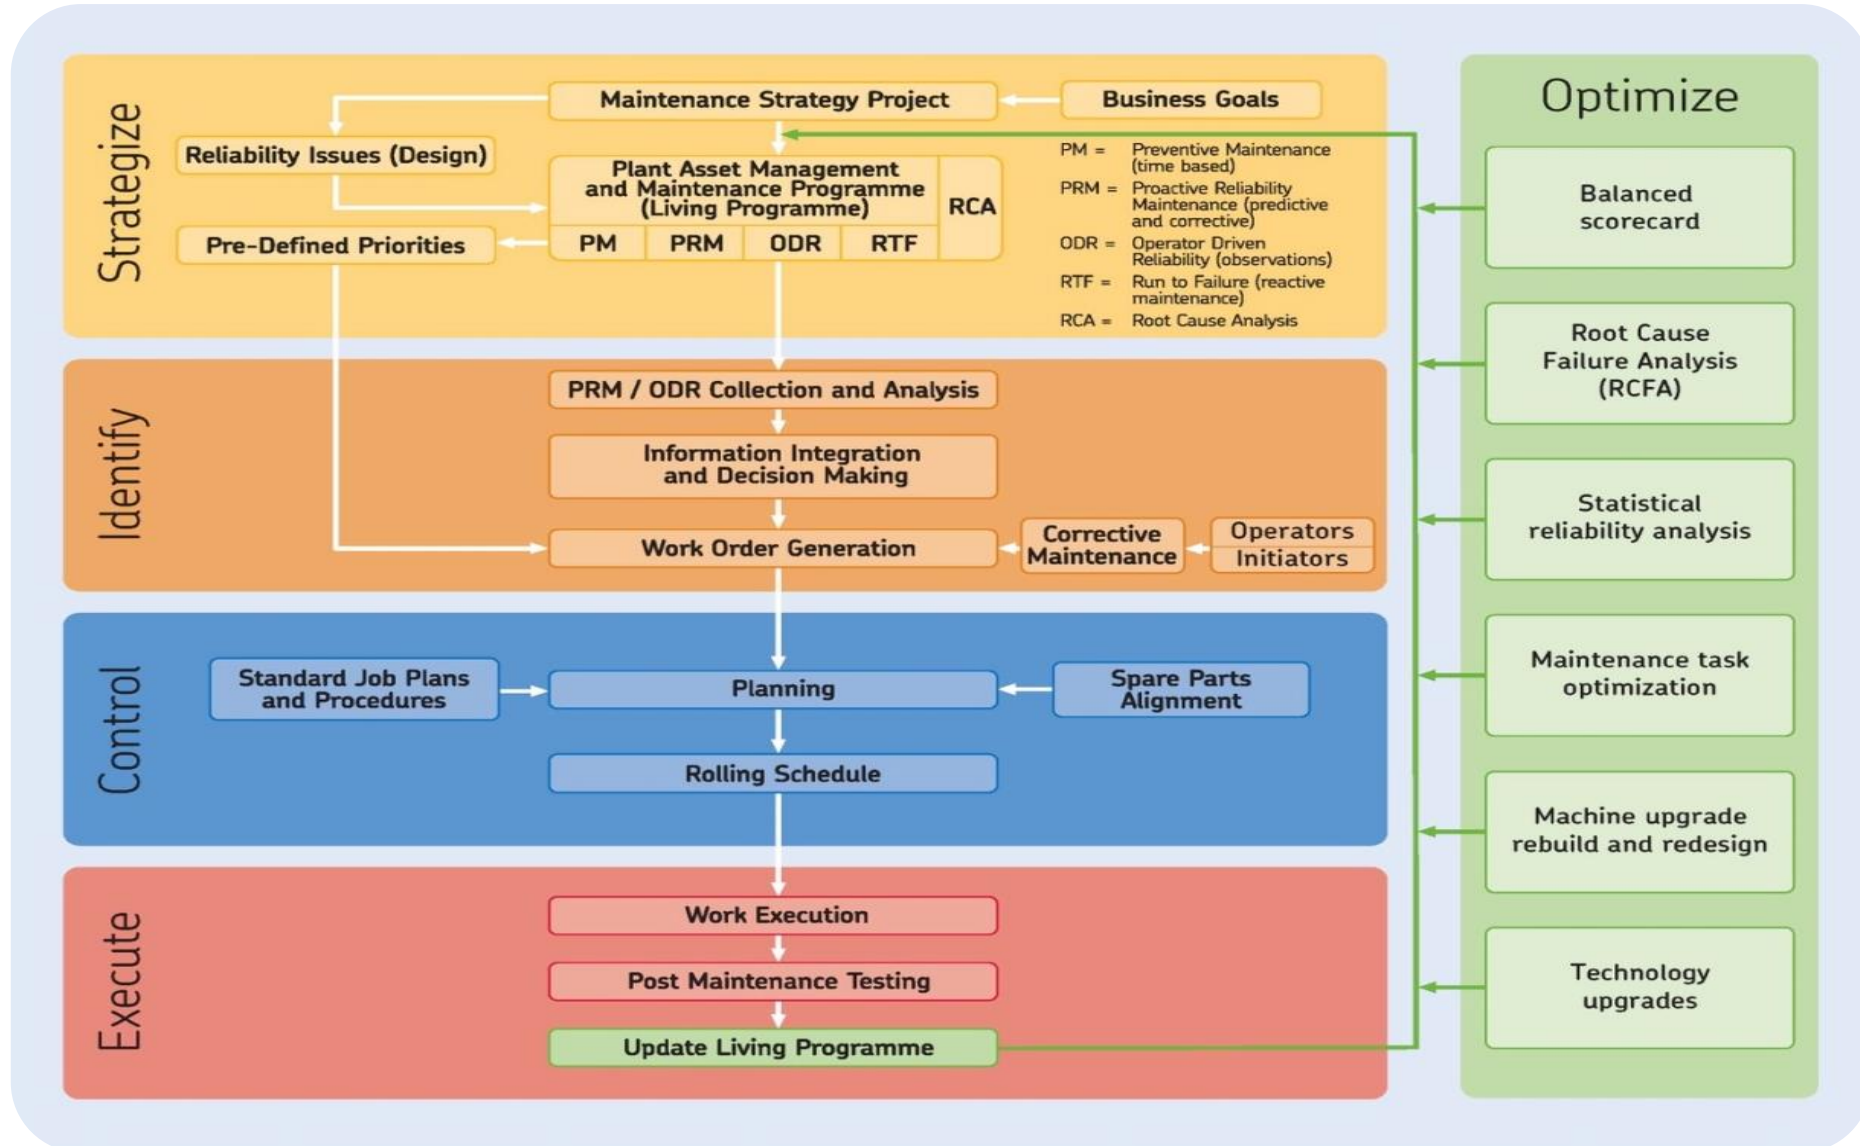 Strategize
Maintenance Strategy Project
Business Goals
Reliability Issues (Design)
Plant Asset Management
and Maintenance Programme
(Living Programme)
RCA
PM
PRM
ODR
RTF
Pre-Defined Priorities
PM = Preventive Maintenance
(time based)
PRM = Proactive Reliability
Maintenance (predictive
and corrective)
ODR = Operator Driven
Reliability (observations)
RTF = Run to Failure (reactive
maintenance)
RCA = Root Cause Analysis
Identify
PRM / ODR Collection and Analysis
Information Integration
and Decision Making
Work Order Generation
Corrective
Maintenance
Operators
Initiators
Control
Standard Job Plans
and Procedures
Planning
Spare Parts
Alignment
Rolling Schedule
Execute
Work Execution
Post Maintenance Testing
Update Living Programme
Optimize
Balanced
scorecard
Root Cause
Failure Analysis
(RCFA)
Statistical
reliability analysis
Maintenance task
optimization
Machine upgrade
rebuild and redesign
Technology
upgrades